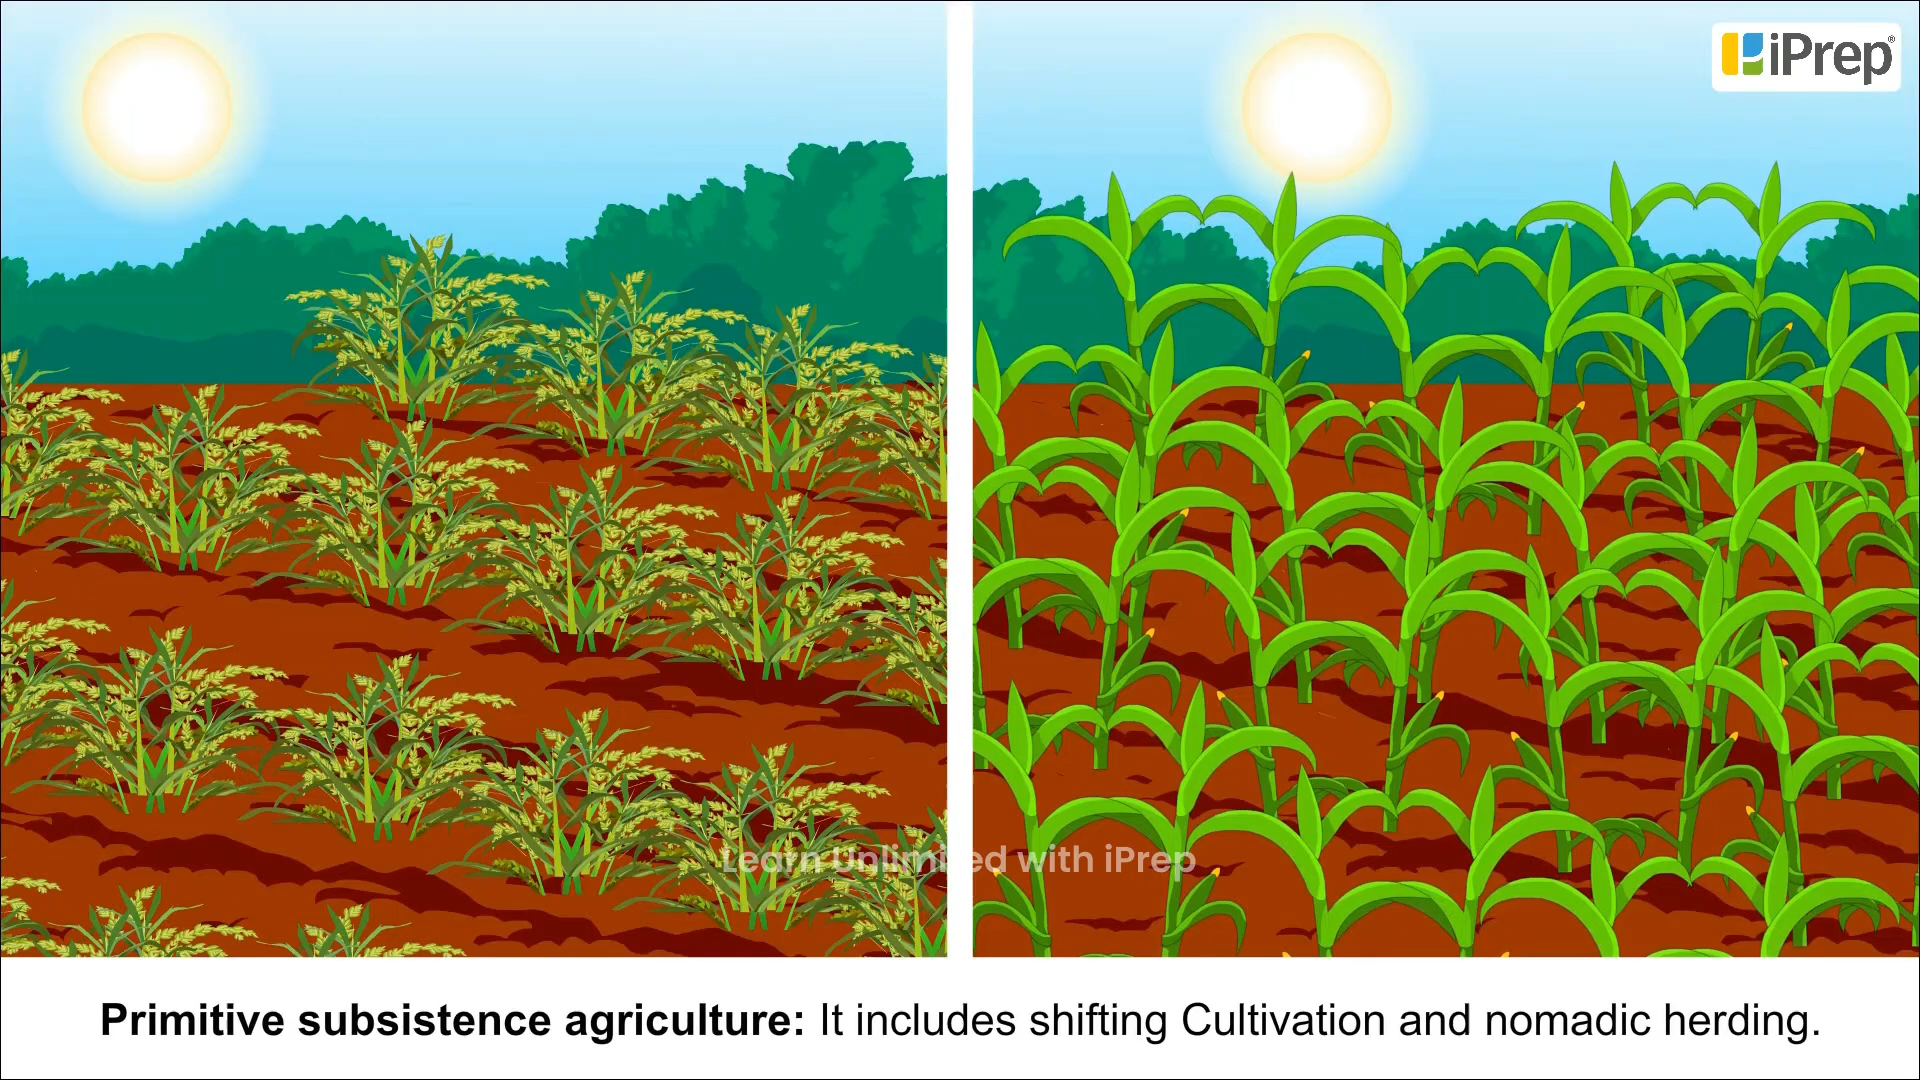 iPrep®
Learn Unlimited with iPrep
Primitive subsistence agriculture: It includes shifting Cultivation and nomadic herding.